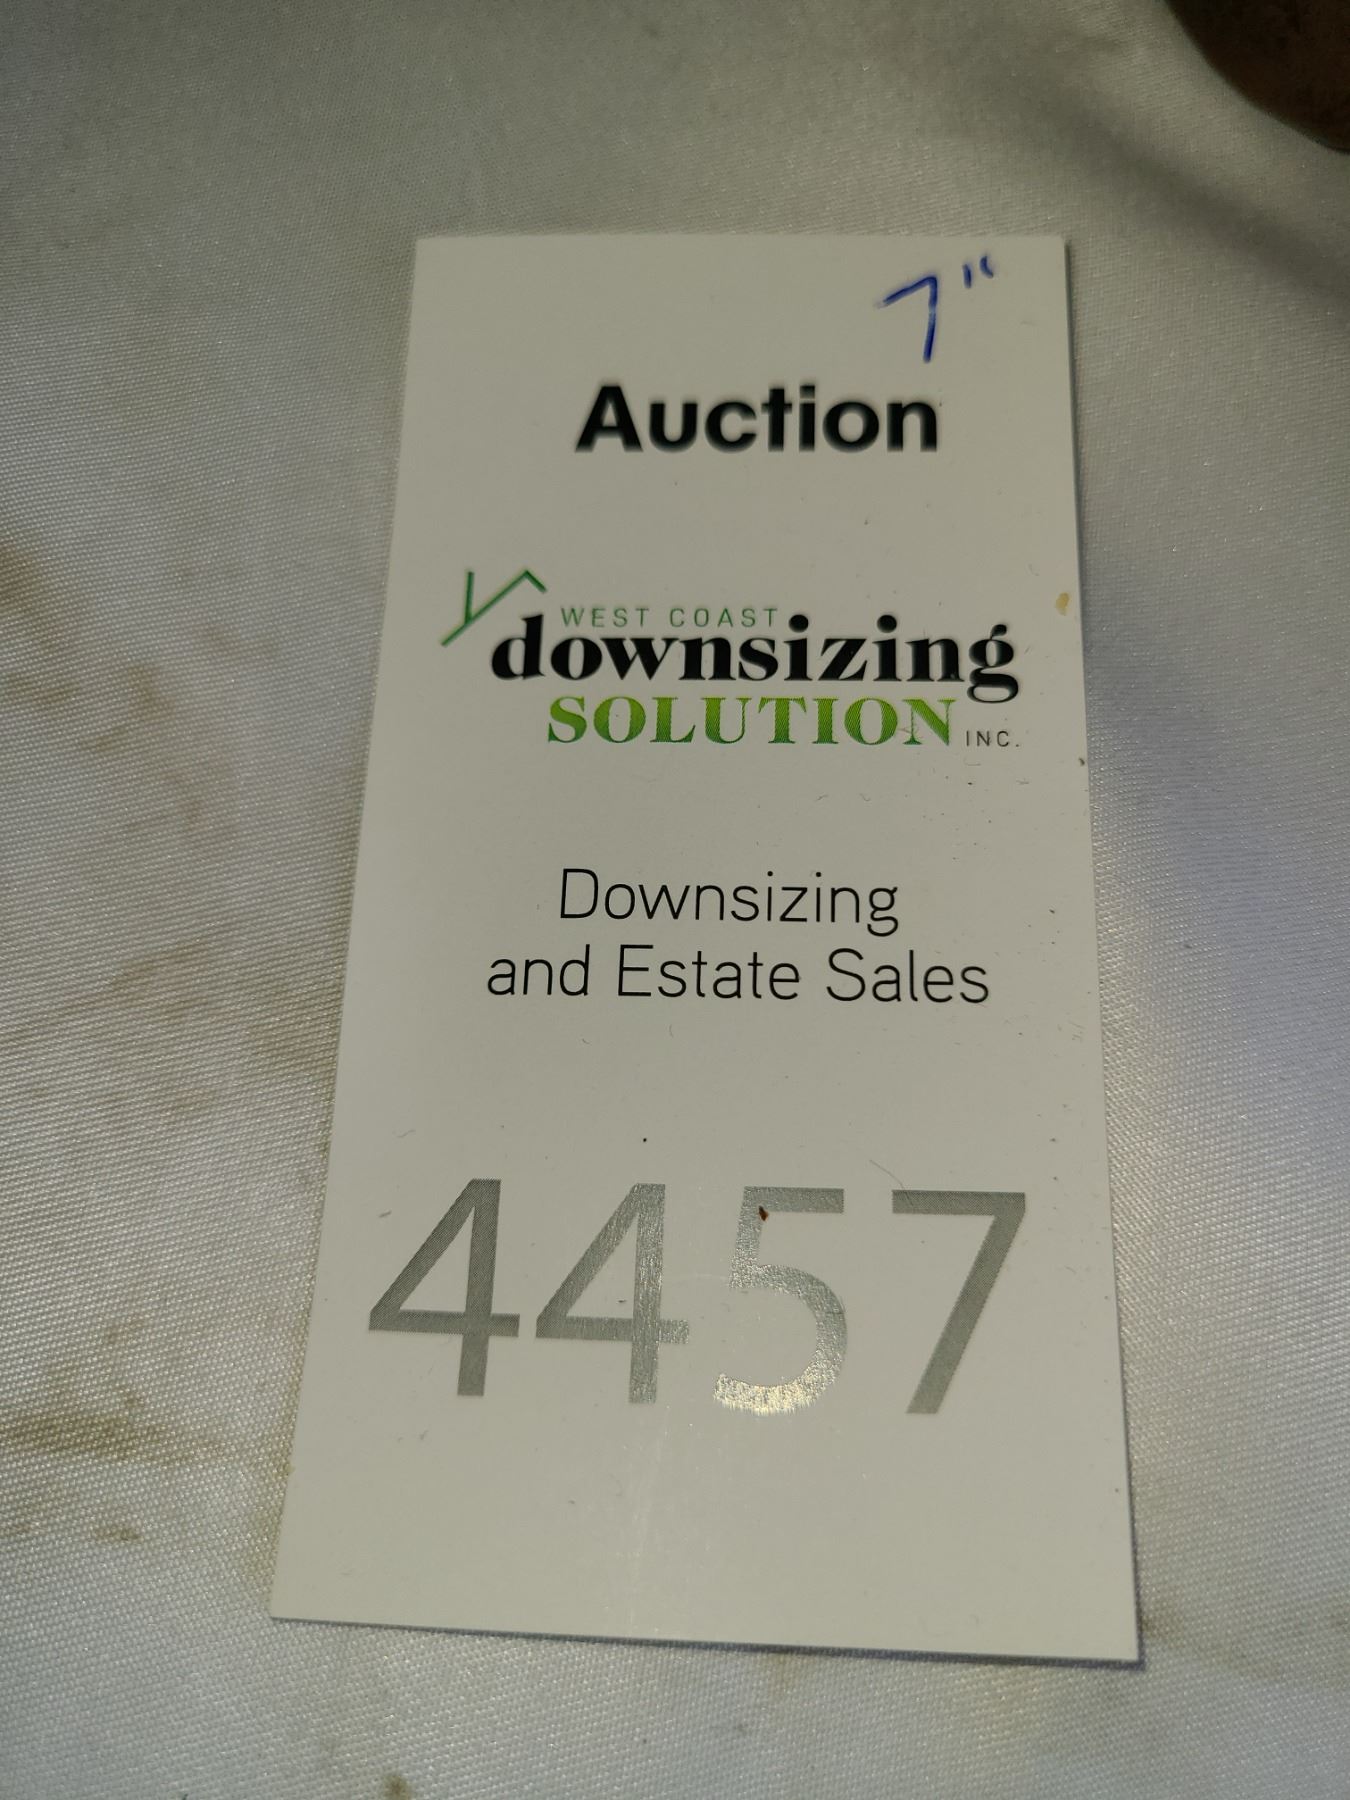 7"
Auction
WEST COAST
downsizing
SOLUTION INC.
Downsizing
and Estate Sales
4457